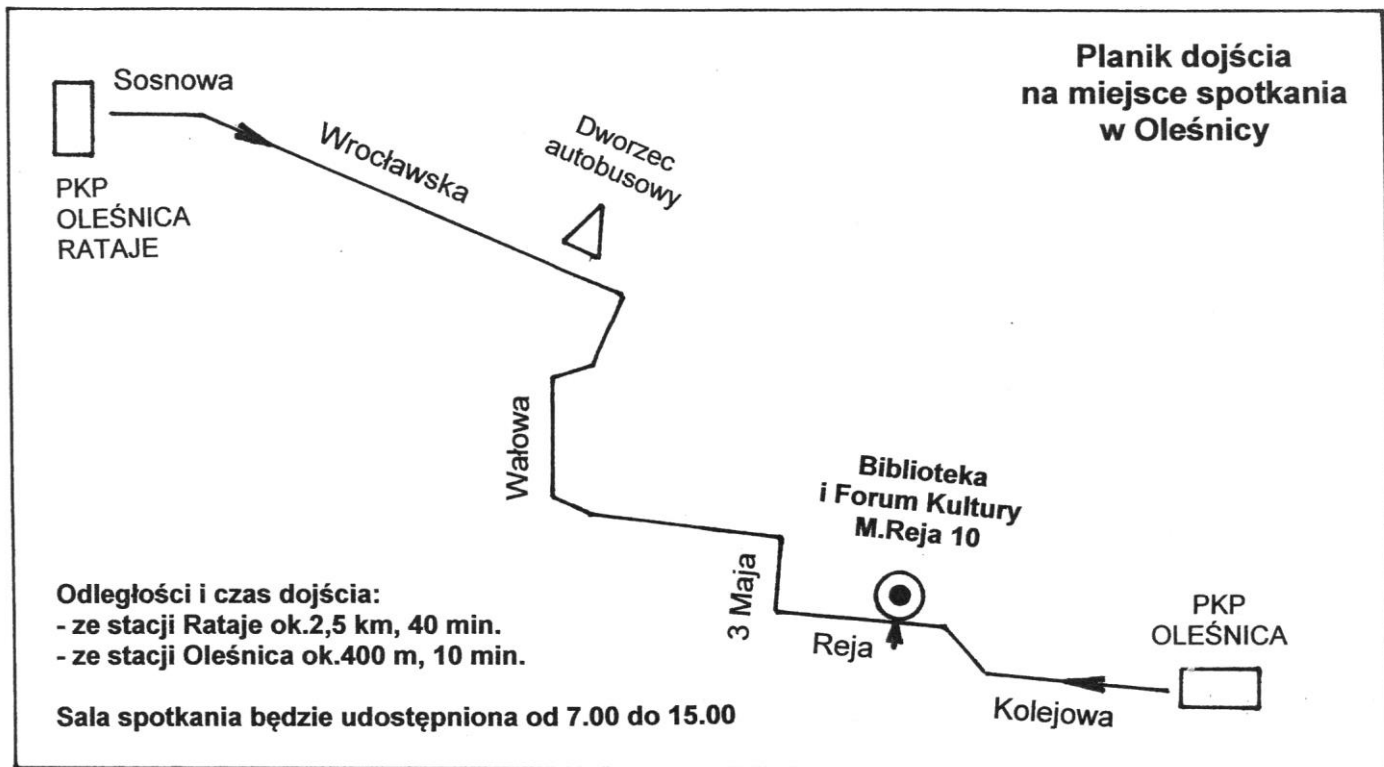 Planik dojścia
na miejsce spotkania
w Oleśnicy
Sosnowa
PKP
OLEŚNICA
RATAJE
Wrocławska
Dworzec
autobusowy
Wałowa
3 Maja
Biblioteka
i Forum Kultury
M.Reja 10
Reja
PKP
OLEŚNICA
Kolejowa
Odległości i czas dojścia:
- ze stacji Rataje ok.2,5 km, 40 min.
- ze stacji Oleśnica ok.400 m, 10 min.
Sala spotkania będzie udostępniona od 7.00 do 15.00